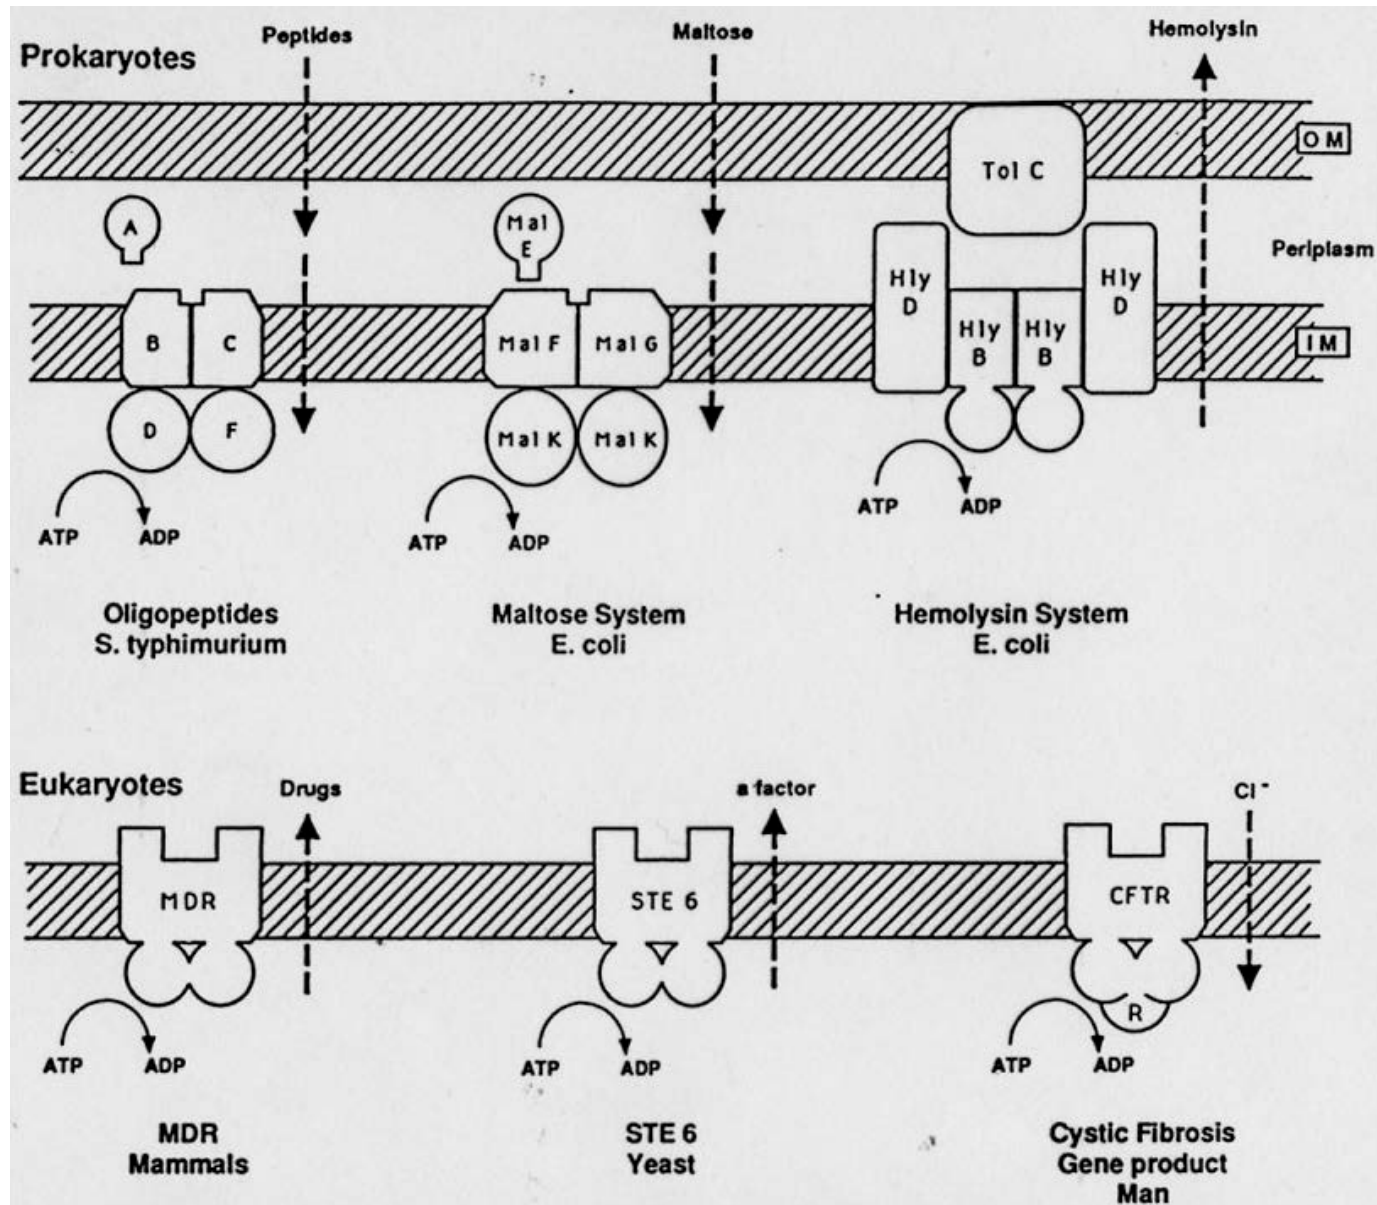 Prokaryotes
Peptides
Maltose
Hemolysin
O M
Tol C
A
Mal
E
Periplasm
Hly
D
Hly
D
B
C
Mal F
Mal G
Hly
B
Hly
B
I M
D
F
Mal K
Mal K
ATP
ADP
ATP
ADP
ATP
ADP
Oligopeptides
S. typhimurium
Maltose System
E. coli
Hemolysin System
E. coli
Eukaryotes
Drugs
a factor
Cl -
MDR
STE 6
CFTR
R
ATP
ADP
ATP
ADP
ATP
ADP
MDR
Mammals
STE 6
Yeast
Cystic Fibrosis
Gene product
Man